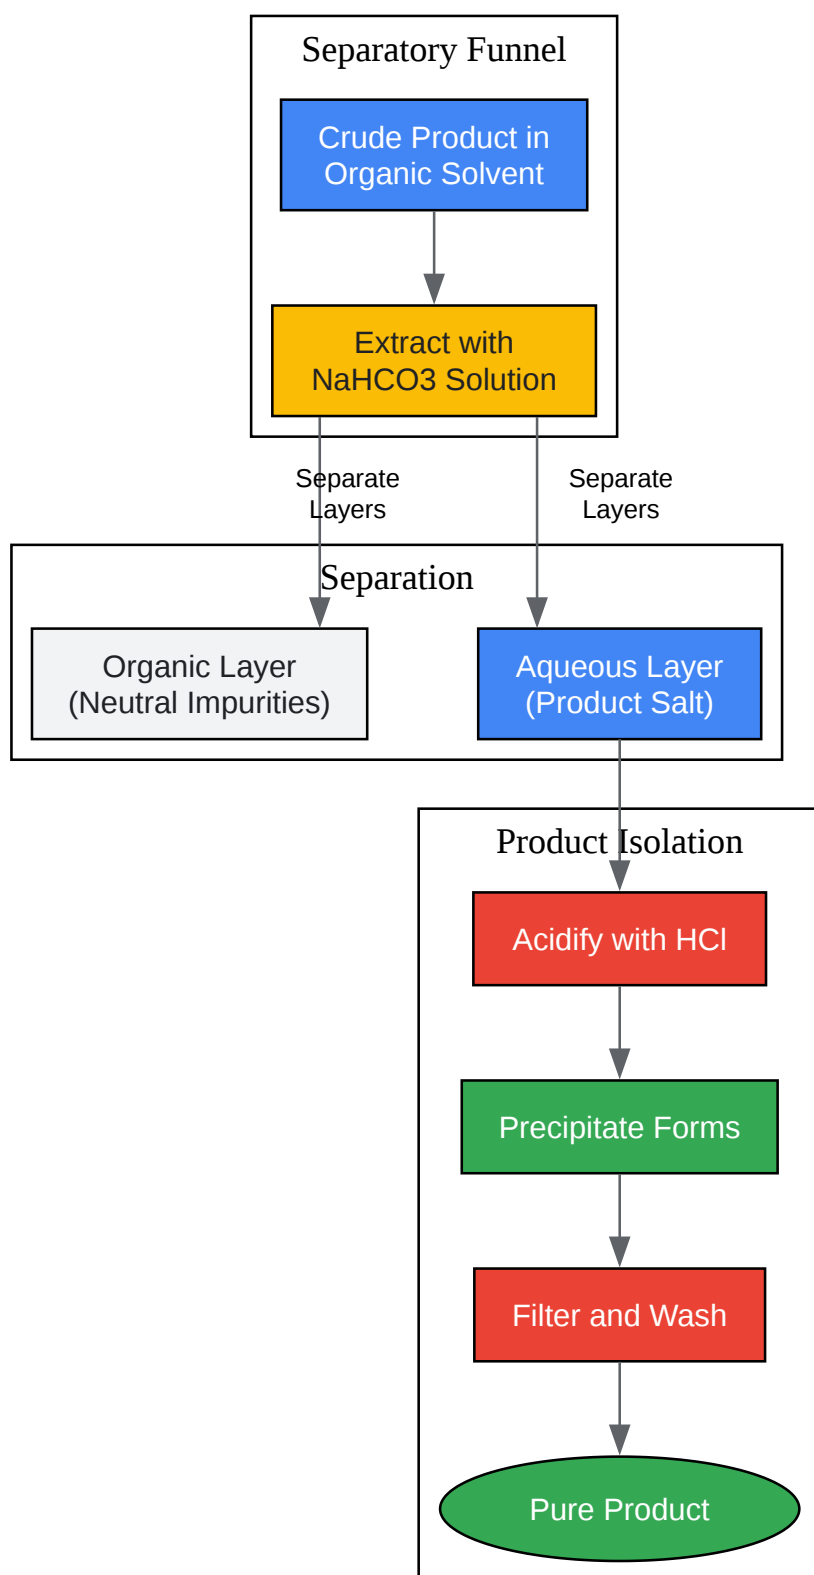 Separatory Funnel
Crude Product in
Organic Solvent
Extract with
NaHCO3 Solution
Separate
Layers
Separate
Layers
Separation
Organic Layer
(Neutral Impurities)
Aqueous Layer
(Product Salt)
Product Isolation
Acidify with HCl
Precipitate Forms
Filter and Wash
Pure Product